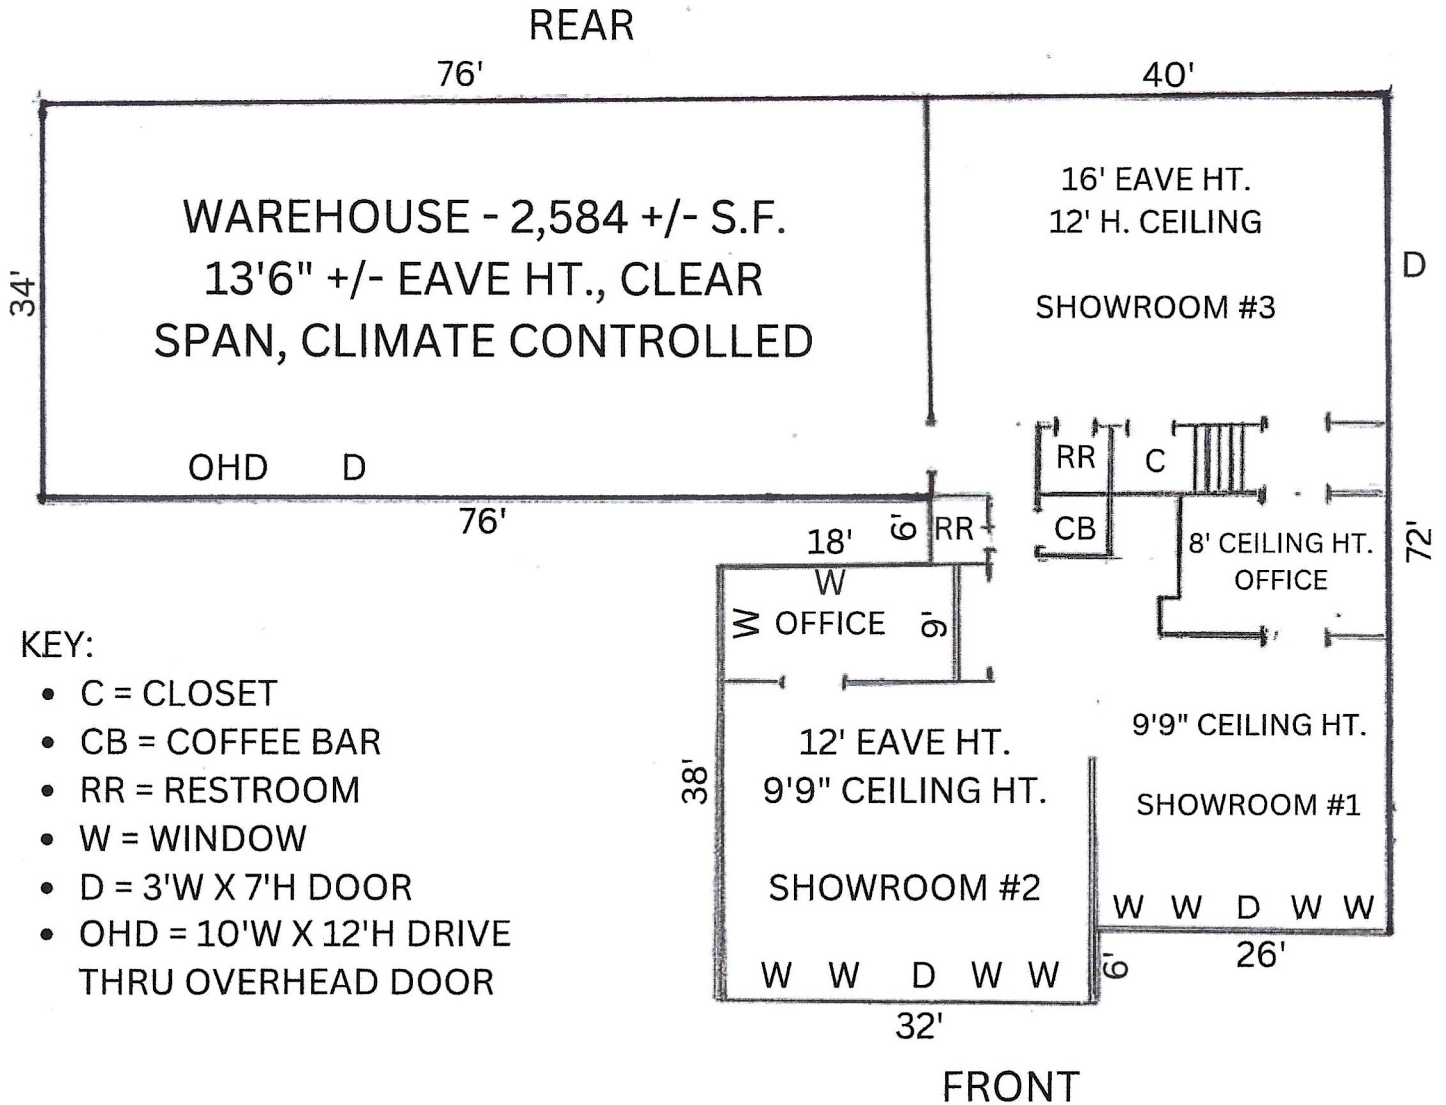 REAR
76'
40'
WAREHOUSE - 2,584 +/- S.F.
13'6" +/- EAVE HT., CLEAR
SPAN, CLIMATE CONTROLLED
34'
OHD D
76'
16' EAVE HT.
12' H. CEILING
SHOWROOM #3
D
72'
RR
C
CB
8' CEILING HT.
OFFICE
6'
RR
18'
W
W
OFFICE
9'
12' EAVE HT.
9'9" CEILING HT.
38'
SHOWROOM #2
W W D W W
32'
9'9" CEILING HT.
SHOWROOM #1
W W D W W
26'
6'
FRONT
KEY:
• C = CLOSET
• CB = COFFEE BAR
• RR = RESTROOM
• W = WINDOW
• D = 3'W X 7'H DOOR
• OHD = 10'W X 12'H DRIVE
THRU OVERHEAD DOOR